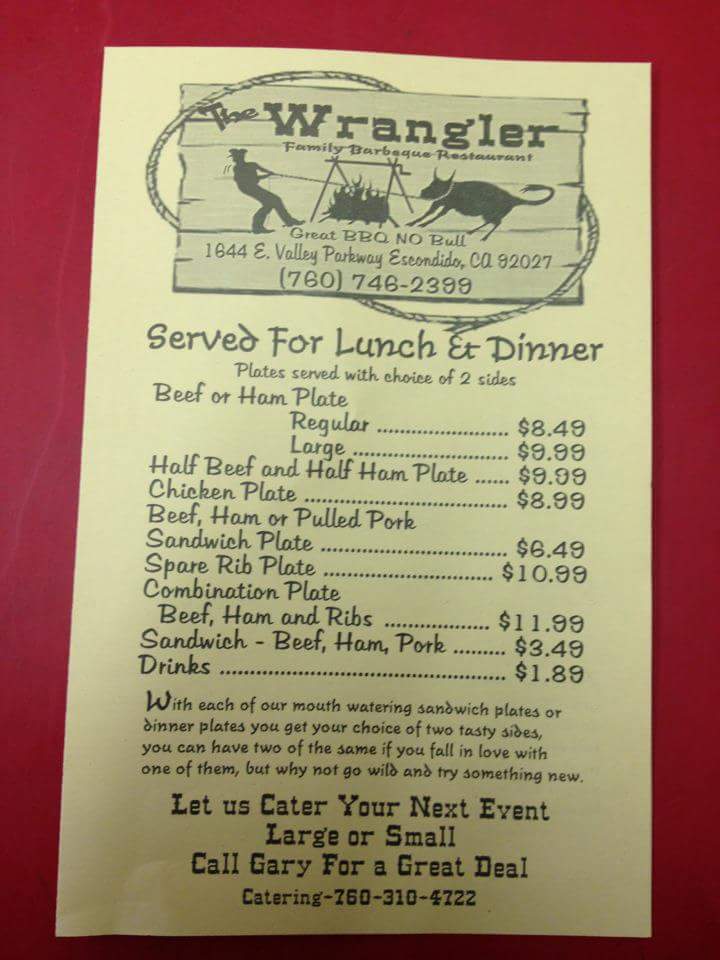 The Wrangler
Family Barbeque Restaurant
Great BBQ NO Bull
1644 E. Valley Parkway Escondido, CA 92027
(760) 746-2399
Served For Lunch & Dinner
Plates served with choice of 2 sides
Beef or Ham Plate
Regular ........................ $8.49
Large ............................ $9.99
Half Beef and Half Ham Plate ...... $9.99
Chicken Plate ..................................... $8.99
Beef, Ham or Pulled Pork
Sandwich Plate .................................. $6.49
Spare Rib Plate ............................... $10.99
Combination Plate
Beef, Ham and Ribs ................... $11.99
Sandwich - Beef, Ham, Pork ......... $3.49
Drinks .................................................... $1.89
With each of our mouth watering sandwich plates or
dinner plates you get your choice of two tasty sides,
you can have two of the same if you fall in love with
one of them, but why not go wild and try something new.
Let us Cater Your Next Event
Large or Small
Call Gary For a Great Deal
Catering-760-310-4722